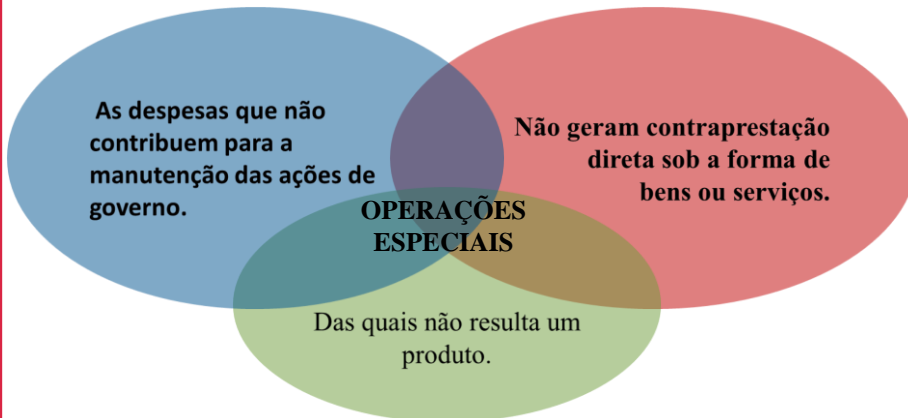 As despesas que não
contribuem para a
manutenção das ações de
governo.
Não geram contraprestação
direta sob a forma de
bens ou serviços.
OPERAÇÕES
ESPECIAIS
Das quais não resulta um
produto.